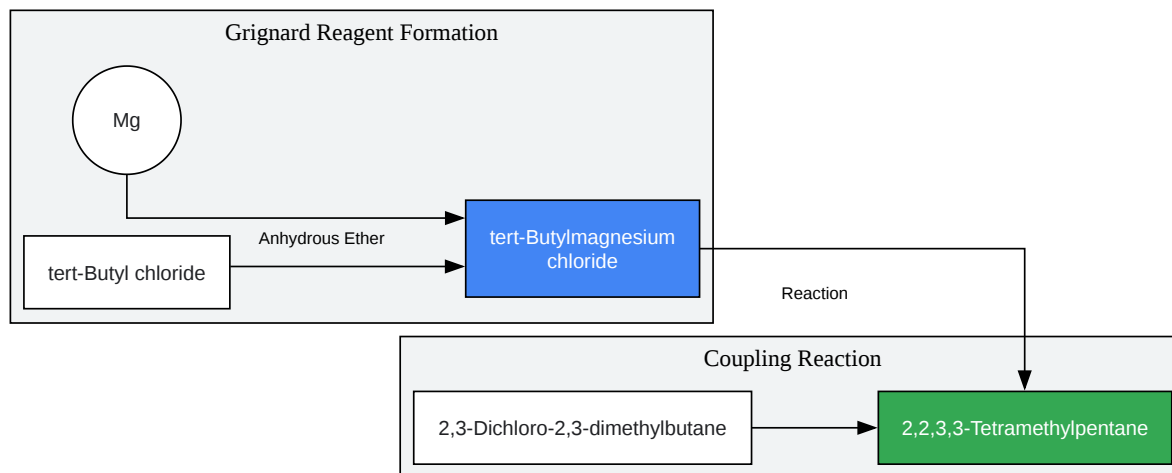 Grignard Reagent Formation
Mg
Anhydrous Ether
tert-Butyl chloride
tert-Butylmagnesium
chloride
Reaction
Coupling Reaction
2,3-Dichloro-2,3-dimethylbutane
2,2,3,3-Tetramethylpentane